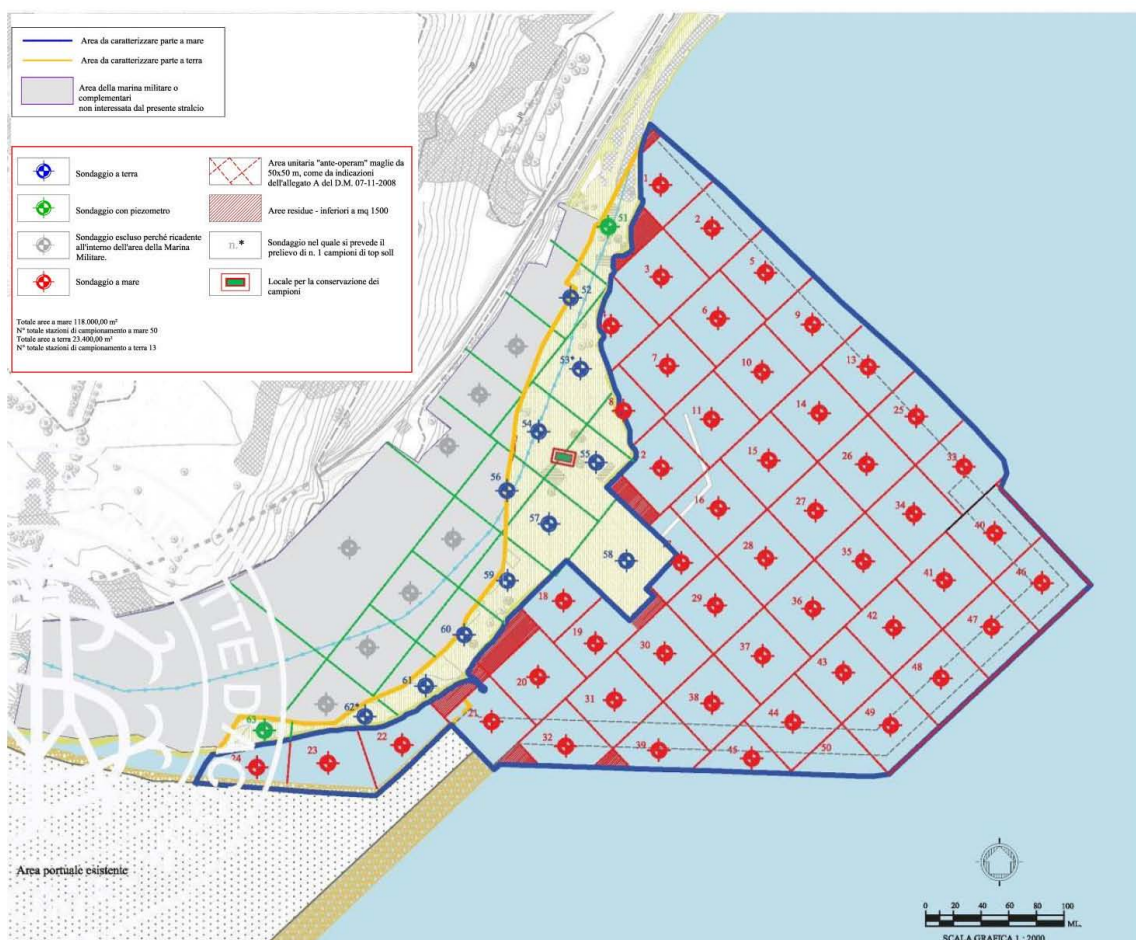 Area da caratterizzare parte a mare
Area da caratterizzare parte a terra
Area della marina militare o
complementari
non interessata dal presente stralcio
Sondaggio a terra
Area unitaria "ante-operam" maglie da
50x50 m, come da indicazioni
dell'allegato A del D.M. 07-11-2008
Sondaggio con piezometro
Aree residue - inferiori a mq 1500
Sondaggio escluso perché ricadente
all'interno dell'area della Marina
Militare.
n.*
Sondaggio nel quale si prevede il
prelievo di n. 1 campioni di top soll
Sondaggio a mare
Locale per la conservazione dei
campioni
Totale aree a mare 118.000,00 m²
N° totale stazioni di campionamento a mare 50
Totale aree a terra 23.400,00 m²
N° totale stazioni di campionamento a terra 13
1
51
2
3
5
52
6
9
53*
7
10
13
8
11
14
25
54
55
15
26
33
56
16
27
34
57
40
58
28
35
59
41
46
18
29
36
60
19
42
47
30
37
20
43
48
61
31
38
62*
21
44
49
63
22
32
39
45
50
23
24
TTEDAC
Area portuale esistente
0 20 40 60 80 100
ML.
SCALA GRAFICA 1 : 2000